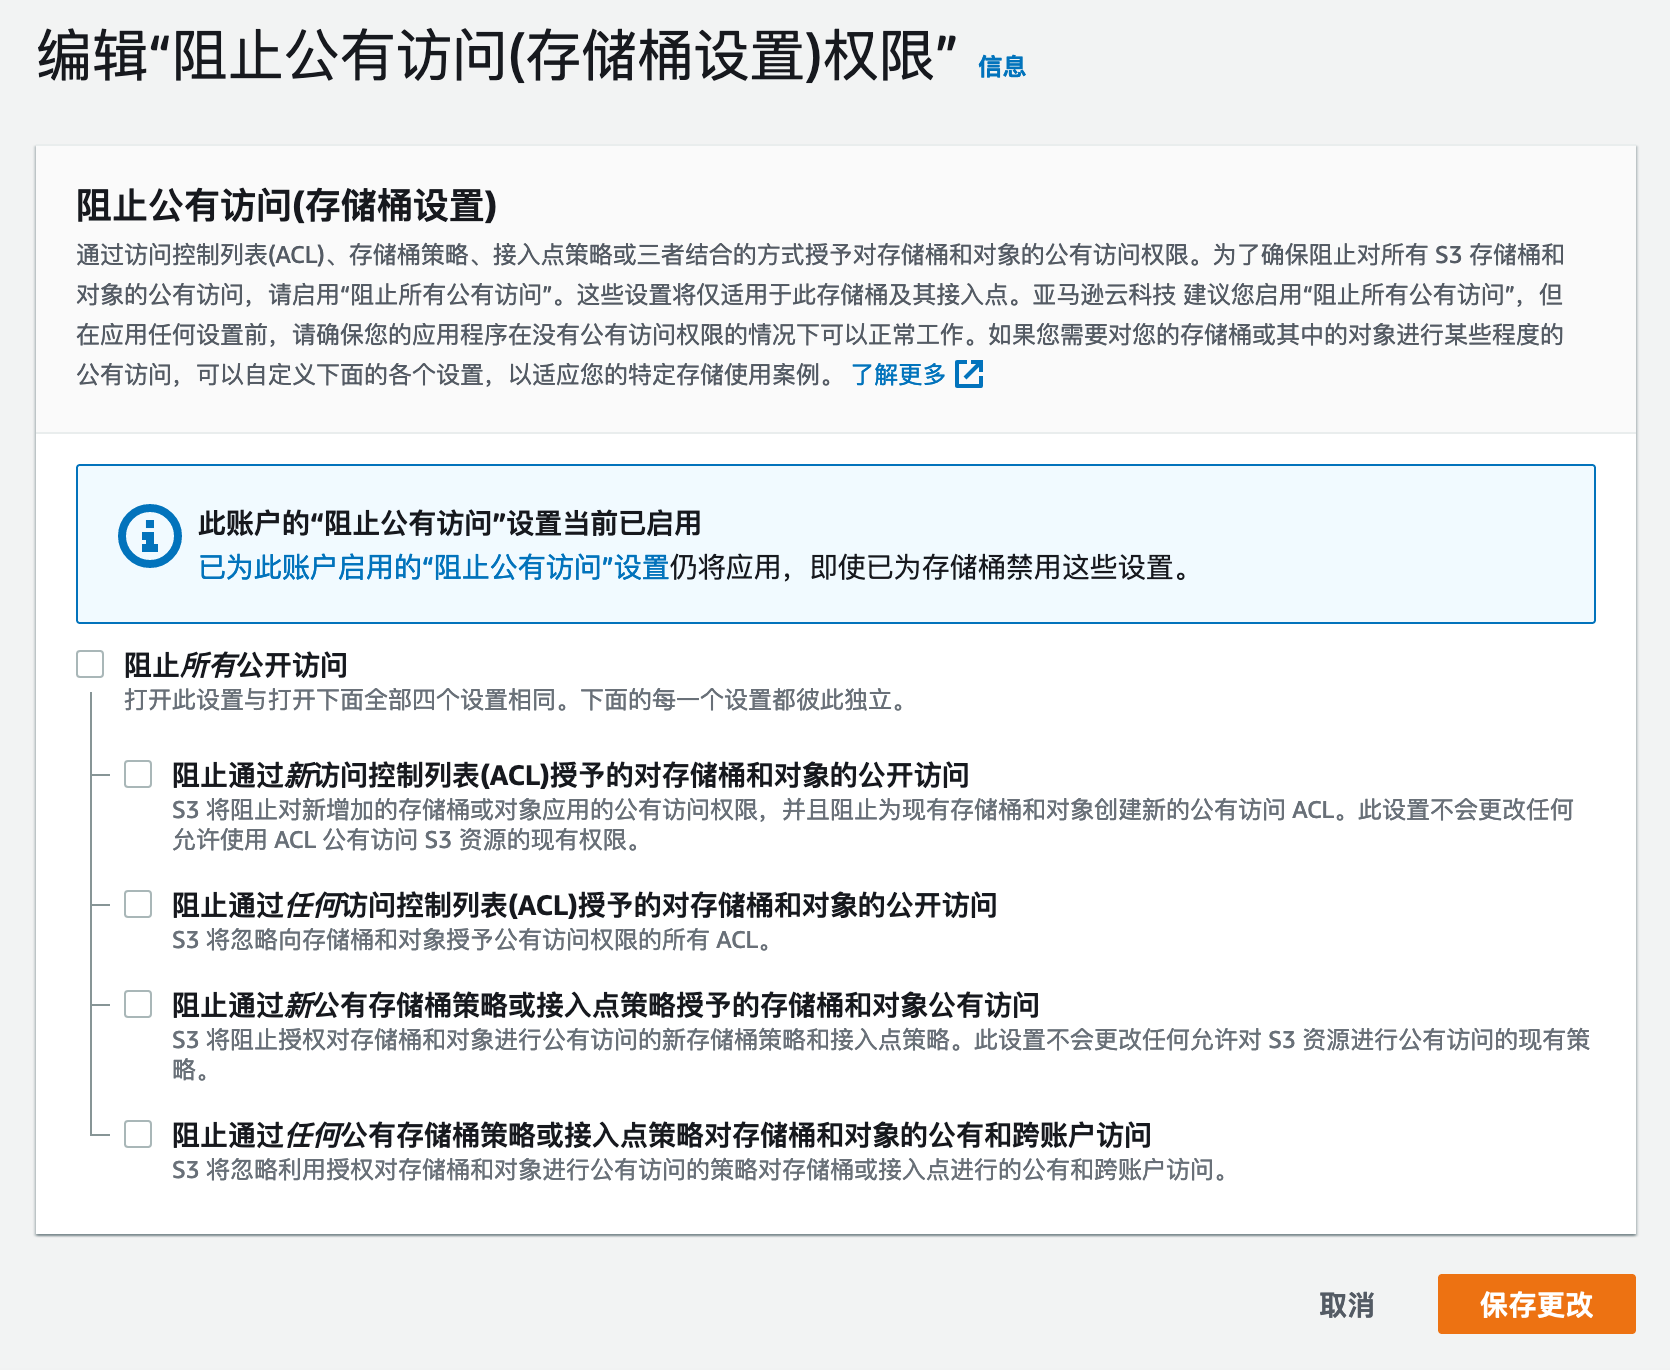 编辑“阻止公有访问(存储桶设置)权限” 信息
阻止公有访问(存储桶设置)
通过访问控制列表(ACL)、存储桶策略、接入点策略或三者结合的方式授予对存储桶和对象的公有访问权限。为了确保阻止对所有 S3 存储桶和
对象的公有访问，请启用“阻止所有公有访问”。这些设置将仅适用于此存储桶及其接入点。亚马逊云科技 建议您启用“阻止所有公有访问”，但
在应用任何设置前，请确保您的应用程序在没有公有访问权限的情况下可以正常工作。如果您需要对您的存储桶或其中的对象进行某些程度的
公有访问，可以自定义下面的各个设置，以适应您的特定存储使用案例。 了解更多
此账户的“阻止公有访问”设置当前已启用
已为此账户启用的“阻止公有访问”设置仍将应用，即使已为存储桶禁用这些设置。
阻止所有公开访问
打开此设置与打开下面全部四个设置相同。下面的每一个设置都彼此独立。
阻止通过新访问控制列表(ACL)授予的对存储桶和对象的公开访问
S3 将阻止对新增加的存储桶或对象应用的公有访问权限，并且阻止为现有存储桶和对象创建新的公有访问 ACL。此设置不会更改任何
允许使用 ACL 公有访问 S3 资源的现有权限。
阻止通过任何访问控制列表(ACL)授予的对存储桶和对象的公开访问
S3 将忽略向存储桶和对象授予公有访问权限的所有 ACL。
阻止通过新公有存储桶策略或接入点策略授予的存储桶和对象公有访问
S3 将阻止授权对存储桶和对象进行公有访问的新存储桶策略和接入点策略。此设置不会更改任何允许对 S3 资源进行公有访问的现有策
略。
阻止通过任何公有存储桶策略或接入点策略对存储桶和对象的公有和跨账户访问
S3 将忽略利用授权对存储桶和对象进行公有访问的策略对存储桶或接入点进行的公有和跨账户访问。
取消 保存更改